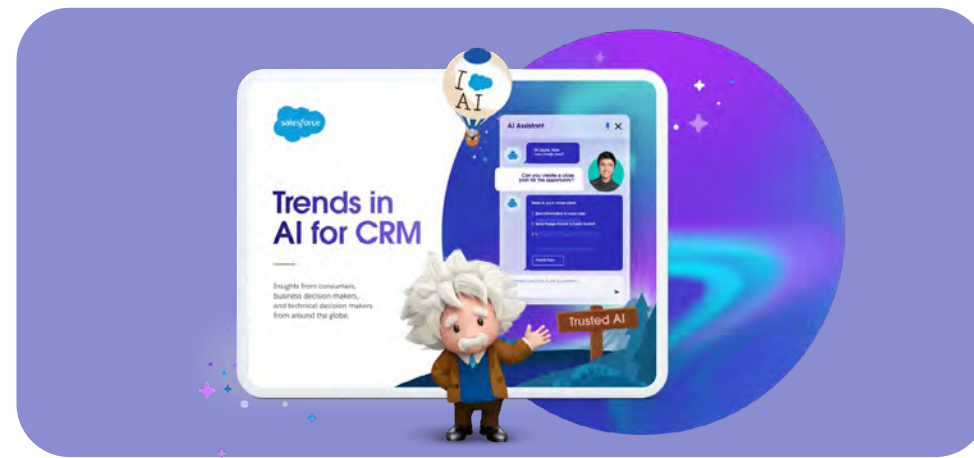 I
AI
salesforce
Trends in
AI for CRM
Insights from consumers,
business decision-makers,
and technical decision makers
from around the globe.
AI Assistant
Can you create a close
plan for this opportunity?
Trusted AI